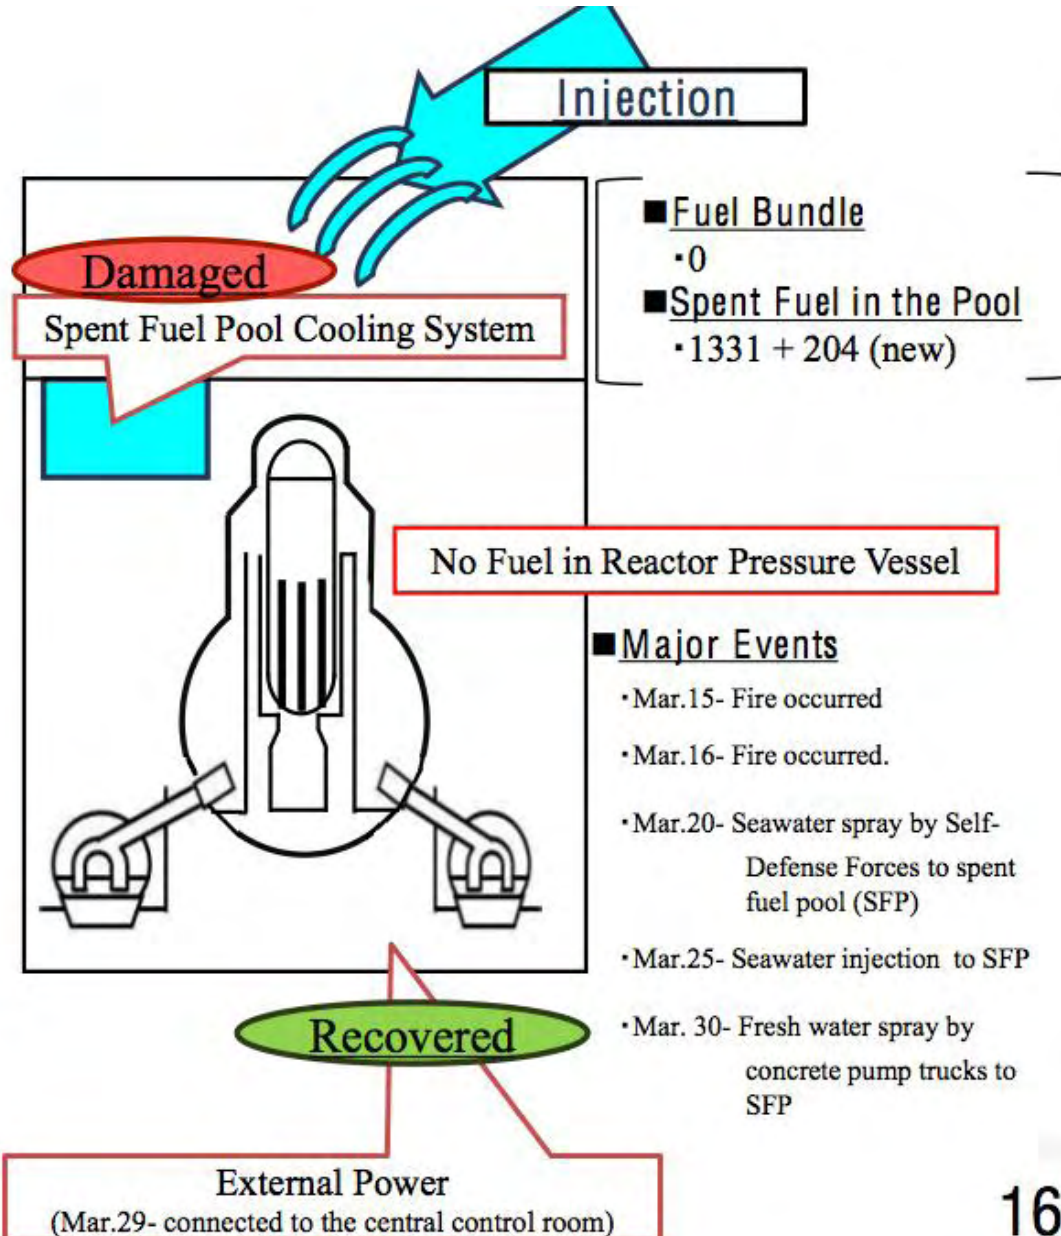 Injection
■Fuel Bundle
・0
■Spent Fuel in the Pool
・1331 + 204 (new)
Damaged
Spent Fuel Pool Cooling System
No Fuel in Reactor Pressure Vessel
■Major Events
・Mar.15- Fire occurred
・Mar.16- Fire occurred.
・Mar.20- Seawater spray by Self-
Defense Forces to spent
fuel pool (SFP)
・Mar.25- Seawater injection to SFP
・Mar. 30- Fresh water spray by
concrete pump trucks to
SFP
Recovered
External Power
(Mar.29- connected to the central control room)
16